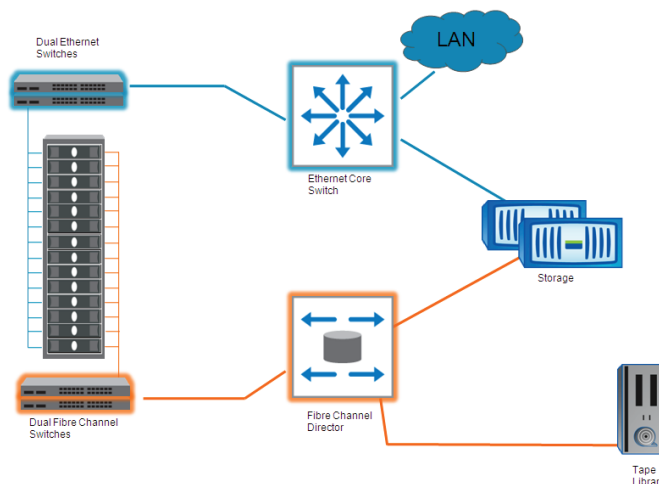 Dual Ethernet
Switches
LAN
Ethernet Core
Switch
Storage
Dual Fibre Channel
Switches
Fibre Channel
Director
Tape